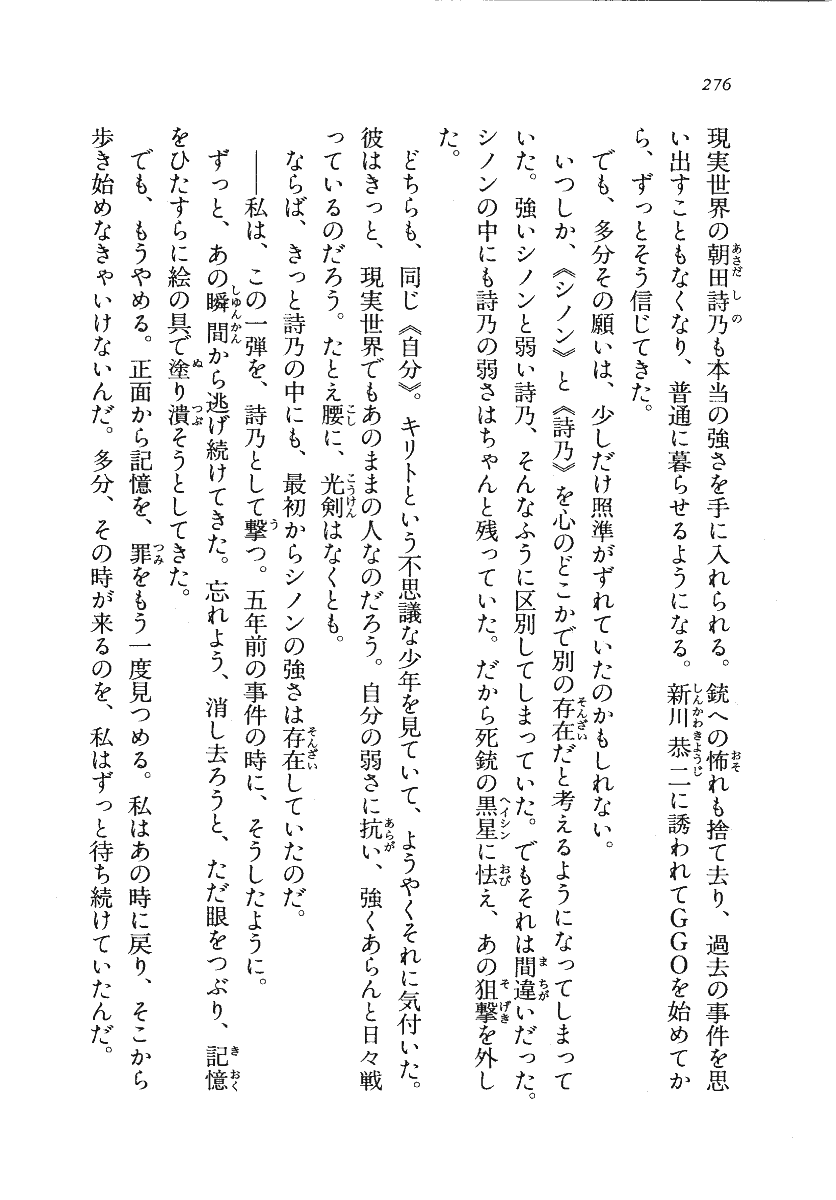 276
現実世界の朝田詩乃も本当の強さを手に入れられる。銃への怖れも捨て去り、過去の事件を思
い出すこともなくなり、普通に暮らせるようになる。新川恭二に誘われてGGOを始めてか
ら、ずっとそう信じてきた。
でも、多分その願いは、少しだけ照準がずれていたのかもしれない。
いつしか、《シノン》と《詩乃》を心のどこかで別の存在だと考えるようになってしまって
いた。強いシノンと弱い詩乃、そんなふうに区別してしまっていた。でもそれは間違いだった。
シノンの中にも詩乃の弱さはちゃんと残っていた。だから死銃の黒星に怯え、あの狙撃を外し
た。
どちらも、同じ《自分》。キリトという不思議な少年を見ていて、ようやくそれに気付いた。
彼はきっと、現実世界でもあのままの人なのだろう。自分の弱さに抗い、強くあらんと日々戦
っているのだろう。たとえ腰に、光剣はなくとも。
ならば、きっと詩乃の中にも、最初からシノンの強さは存在していたのだ。
――私は、この一弾を、詩乃として撃つ。五年前の事件の時に、そうしたように。
ずっと、あの瞬間から逃げ続けてきた。忘れよう、消し去ろうと、ただ眼をつぶり、記憶
をひたすらに絵の具で塗り潰そうとしてきた。
でも、もうやめる。正面から記憶を、罪をもう一度見つめる。私はあの時に戻り、そこから
歩き始めなきゃいけないんだ。多分、その時が来るのを、私はずっと待ち続けていたんだ。